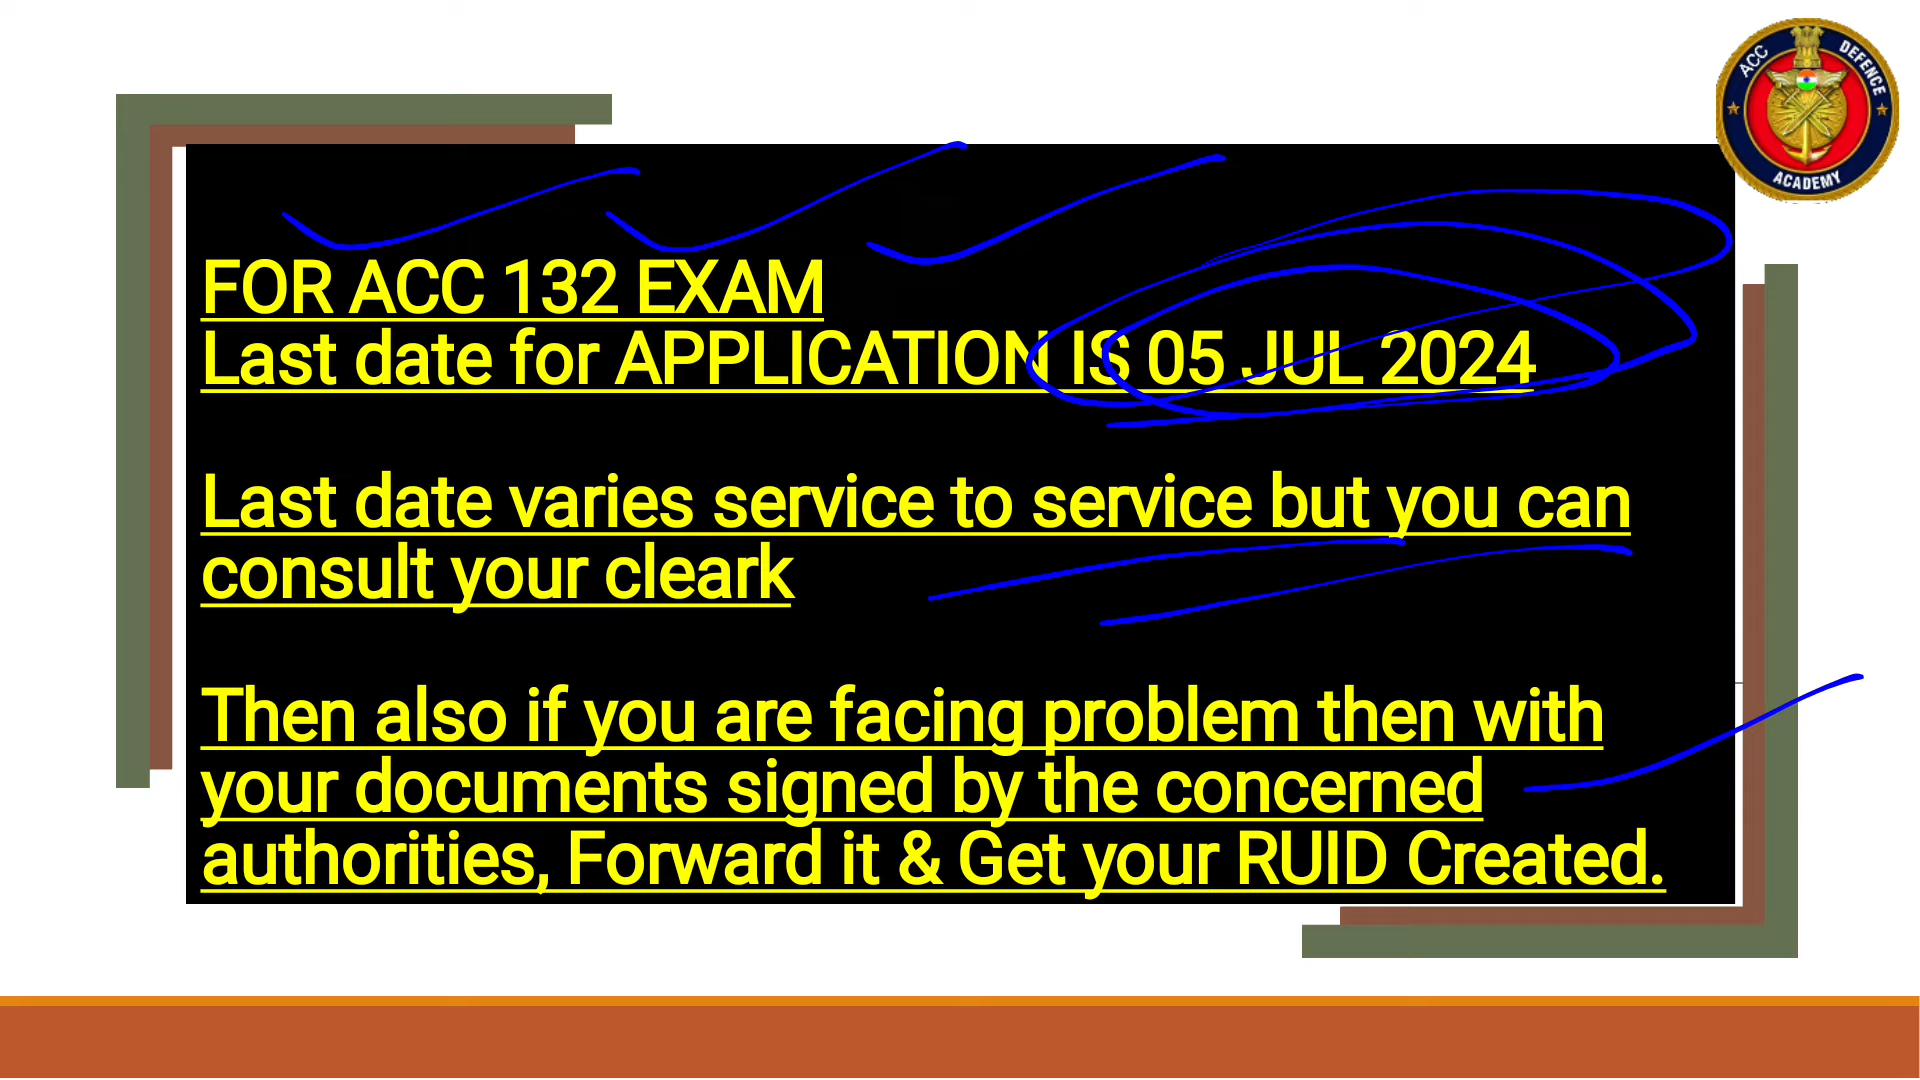 ACC DEFENCE
ACADEMY
FOR ACC 132 EXAM
Last date for APPLICATION IS 05 JUL 2024
Last date varies service to service but you can
consult your cleark
Then also if you are facing problem then with
your documents signed by the concerned
authorities, Forward it & Get your RUID Created.